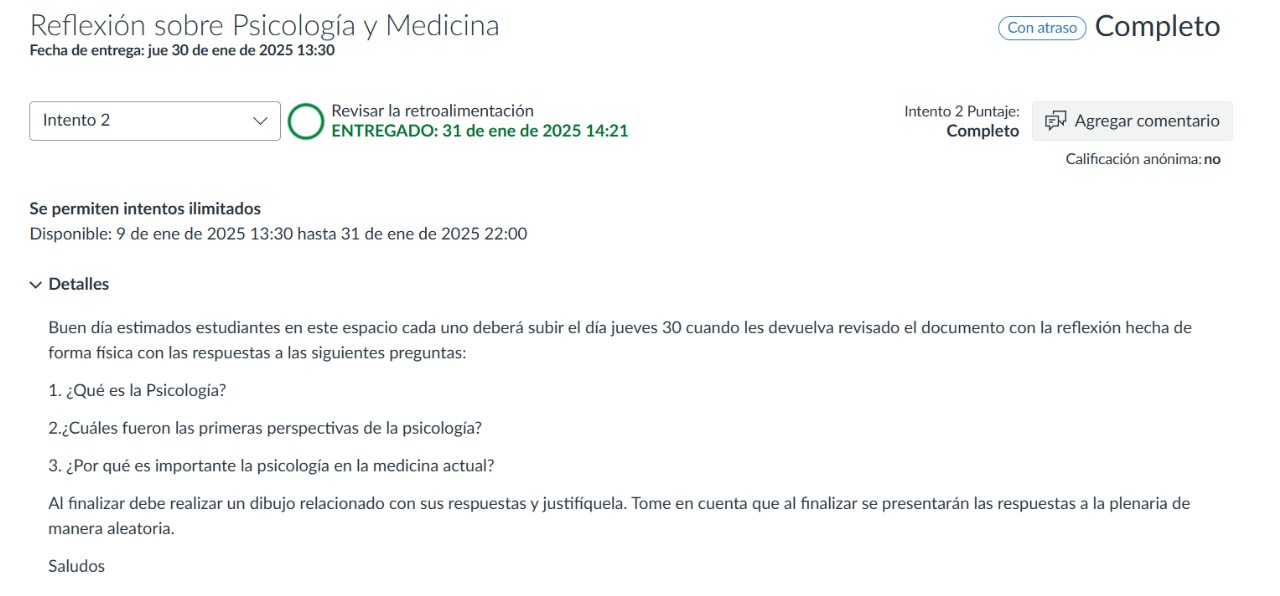 Reflexión sobre Psicología y Medicina
Con atraso Completo
Fecha de entrega: jue 30 de ene de 2025 13:30
Intento 2
Revisar la retroalimentación
ENTREGADO: 31 de ene de 2025 14:21
Intento 2 Puntaje:
Completo
Agregar comentario
Calificación anónima: no
Se permiten intentos ilimitados
Disponible: 9 de ene de 2025 13:30 hasta 31 de ene de 2025 22:00
Detalles
Buen día estimados estudiantes en este espacio cada uno deberá subir el día jueves 30 cuando les devuelva revisado el documento con la reflexión hecha de
forma física con las respuestas a las siguientes preguntas:
1. ¿Qué es la Psicología?
2.¿Cuáles fueron las primeras perspectivas de la psicología?
3. ¿Por qué es importante la psicología en la medicina actual?
Al finalizar debe realizar un dibujo relacionado con sus respuestas y justifíquela. Tome en cuenta que al finalizar se presentarán las respuestas a la plenaria de
manera aleatoria.
Saludos